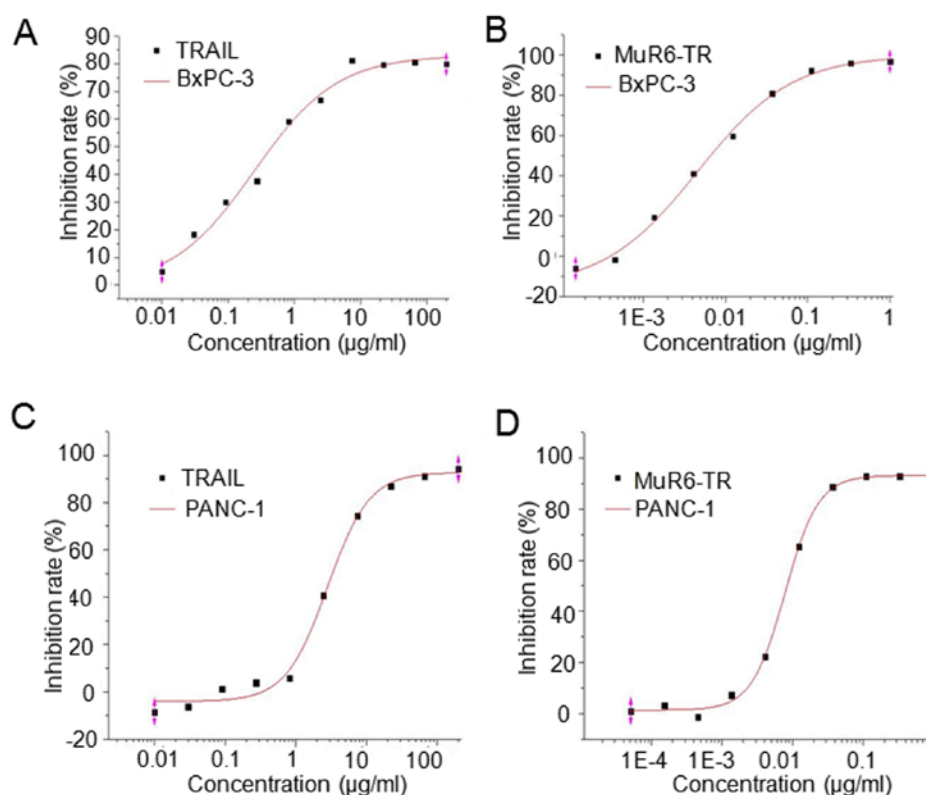 A
TRAIL
BxPC-3
Inhibition rate (%)
90
80
70
60
50
40
30
20
10
0
0.01 0.1 1 10 100
Concentration (µg/ml)
B
MuR6-TR
BxPC-3
Inhibition rate (%)
100
80
60
40
20
0
-20
1E-3 0.01 0.1 1
Concentration (µg/ml)
C
TRAIL
PANC-1
Inhibition rate (%)
100
80
60
40
20
0
-20
0.01 0.1 1 10 100
Concentration (µg/ml)
D
MuR6-TR
PANC-1
Inhibition rate (%)
100
80
60
40
20
0
1E-4 1E-3 0.01 0.1
Concentration (µg/ml)